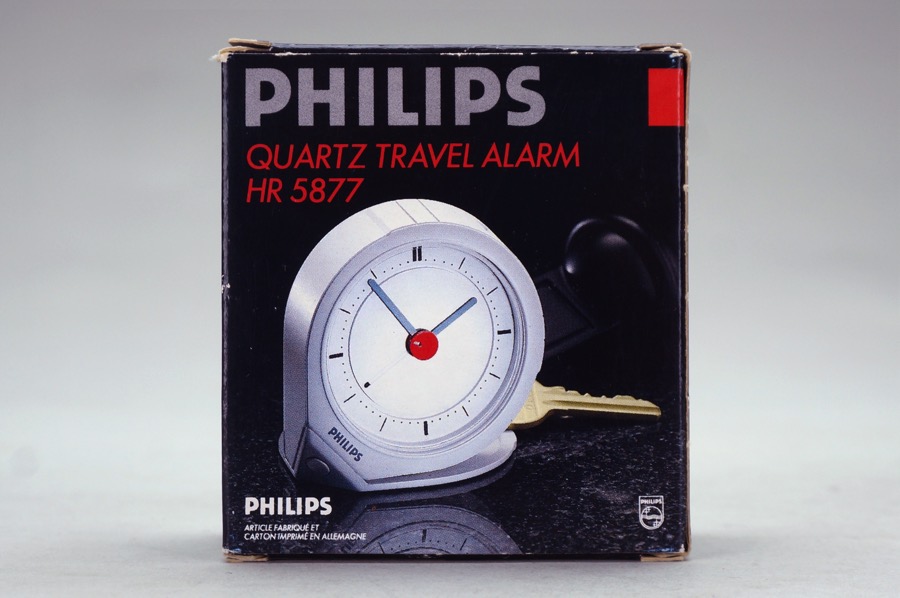 PHILIPS
QUARTZ TRAVEL ALARM
HR 5877
PHILIPS
PHILIPS
ARTICLE FABRIQUÉ ET
CARTON IMPRIMÉ EN ALLEMAGNE
PHILIPS